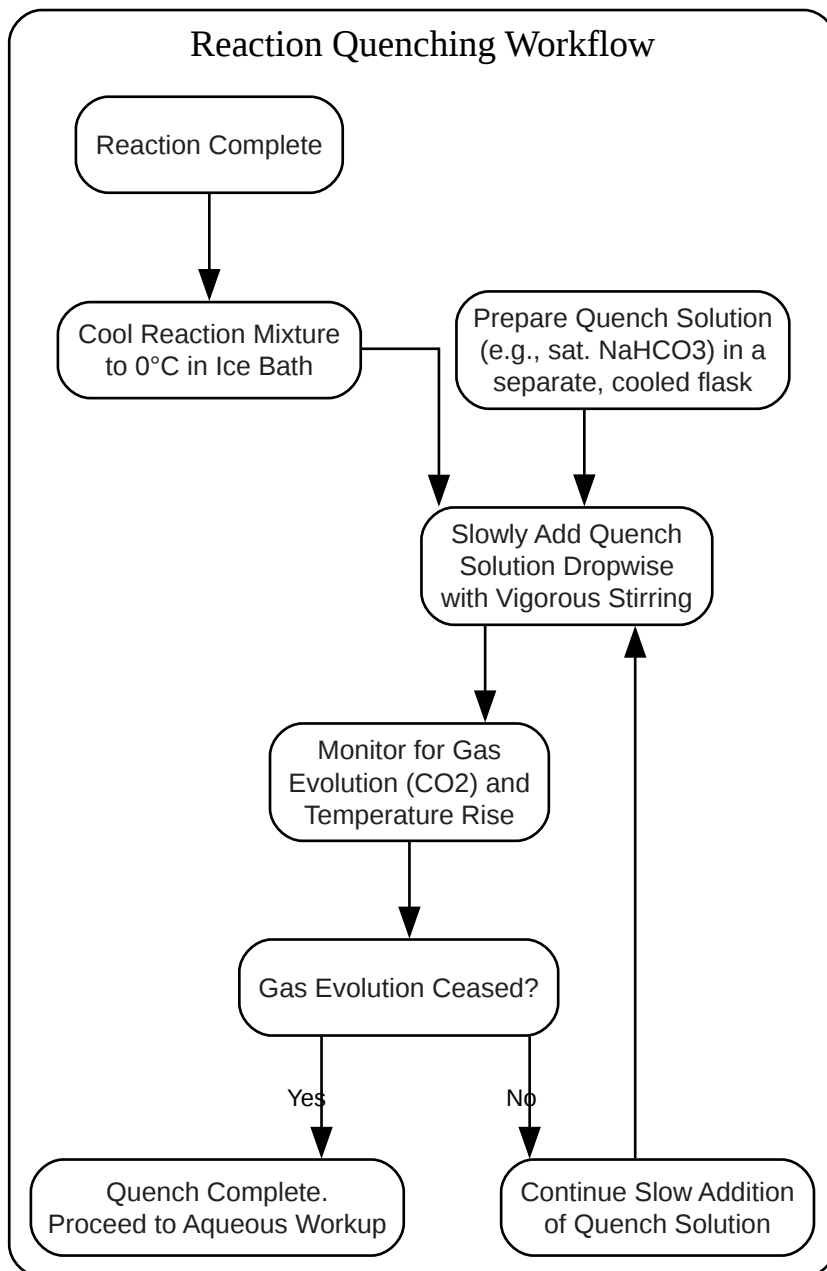 Reaction Quenching Workflow
Reaction Complete
Cool Reaction Mixture
to 0°C in Ice Bath
Prepare Quench Solution
(e.g., sat. NaHCO3) in a
separate, cooled flask
Slowly Add Quench
Solution Dropwise
with Vigorous Stirring
Monitor for Gas
Evolution (CO2) and
Temperature Rise
Gas Evolution Ceased?
Yes
No
Quench Complete.
Proceed to Aqueous Workup
Continue Slow Addition
of Quench Solution